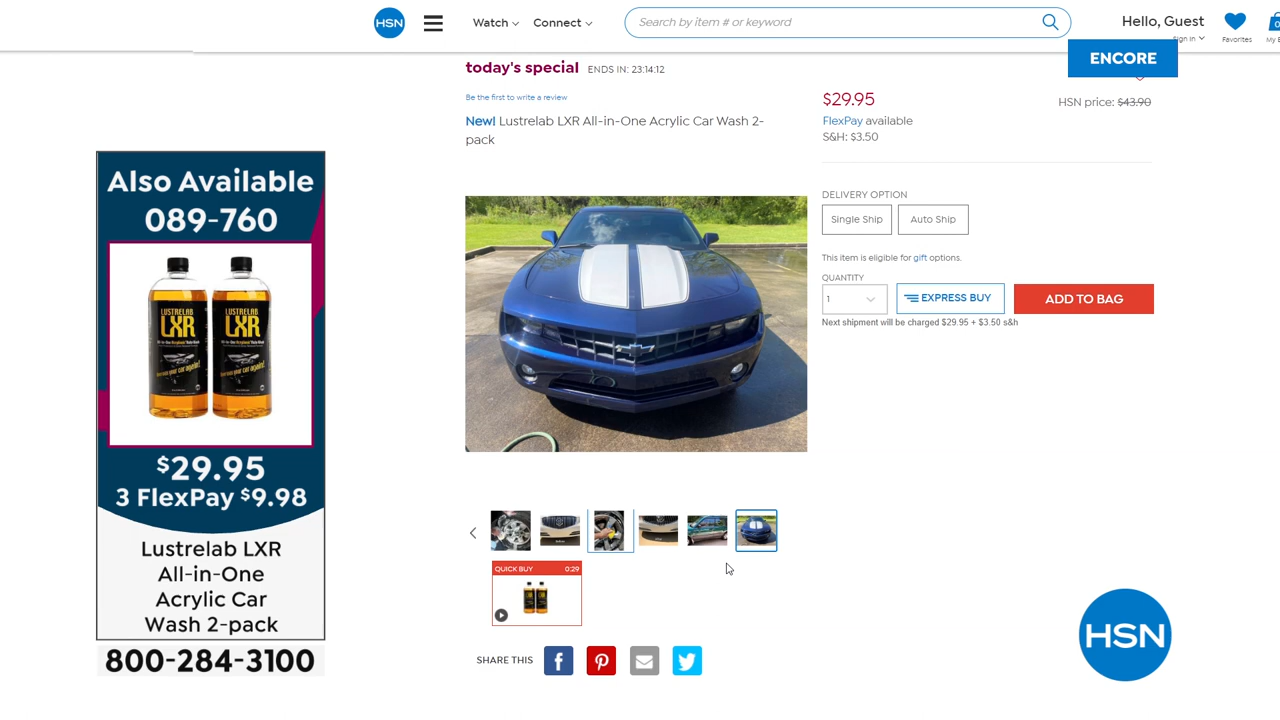 HSN
Watch
Connect
Search by item # or keyword
Hello, Guest
Sign In
Favorites
0
ENCORE
today's special ENDS IN: 23:14:12
Be the first to write a review
New! Lustrelab LXR All-in-One Acrylic Car Wash 2-
pack
$29.95
HSN price: $43.90
FlexPay available
S&H: $3.50
DELIVERY OPTION
Single Ship
Auto Ship
This item is eligible for gift options.
QUANTITY
1
EXPRESS BUY
ADD TO BAG
Next shipment will be charged $29.95 + $3.50 s&h
Also Available
089-760
LUSTRELAB
LXR
LUSTRELAB
LXR
$29.95
3 FlexPay $9.98
Lustrelab LXR
All-in-One
Acrylic Car
Wash 2-pack
800-284-3100
QUICK BUY 0:29
SHARE THIS
HSN